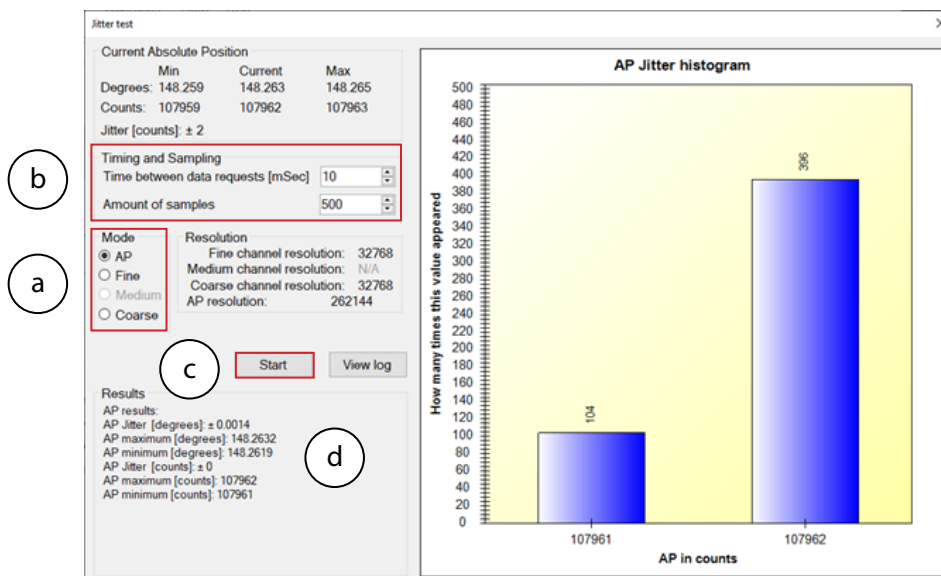 Jitter test
Current Absolute Position
Min Current Max
Degrees: 148.259 148.263 148.265
Counts: 107959 107962 107963
Jitter [counts]: ± 2
b
Timing and Sampling
Time between data requests [mSec] 10
Amount of samples 500
a
Mode
AP
Fine
Medium
Coarse
Resolution
Fine channel resolution: 32768
Medium channel resolution: N/A
Coarse channel resolution: 32768
AP resolution: 262144
c
Start View log
Results
AP results:
AP Jitter [degrees]: ± 0.0014
AP maximum [degrees]: 148.2632
AP minimum [degrees]: 148.2619
AP Jitter [counts]: ± 0
AP maximum [counts]: 107962
AP minimum [counts]: 107961
d
AP Jitter histogram
How many times this value appeared
500
480
460
440
420
400
380
360
340
320
300
280
260
240
220
200
180
160
140
120
100
80
60
40
20
0
104
396
107961 107962
AP in counts